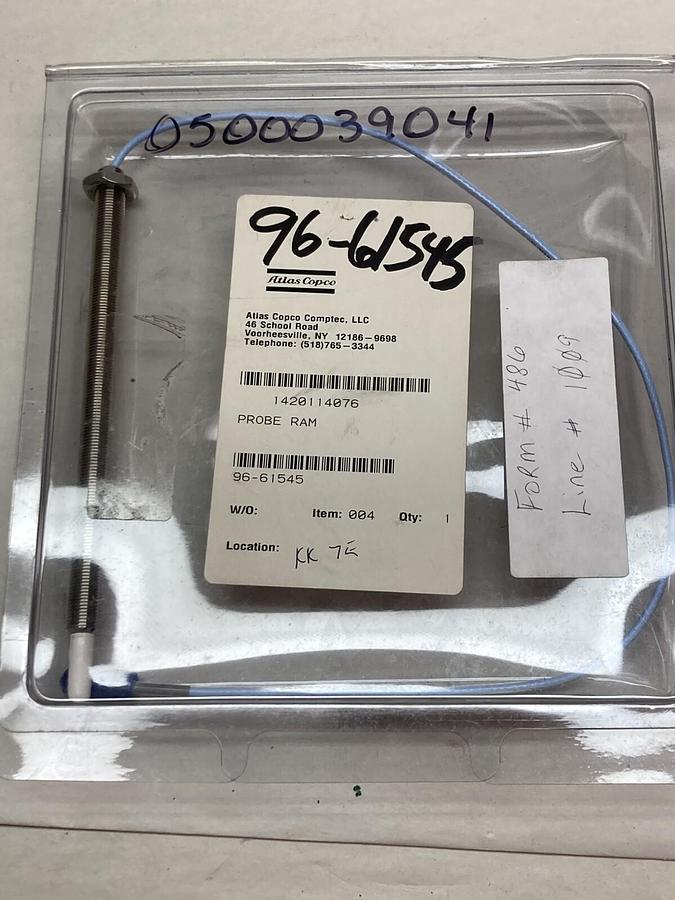 0500039041
96-61545
Atlas Copco
Atlas Copco Comptec, LLC
46 School Road
Voorheesville, NY 12186-9698
Telephone: (518)765-3344
1420114076
PROBE RAM
96-61545
W/O: Item: 004 Qty: 1
Location: KK 7E
Form # 486
Line # 1009